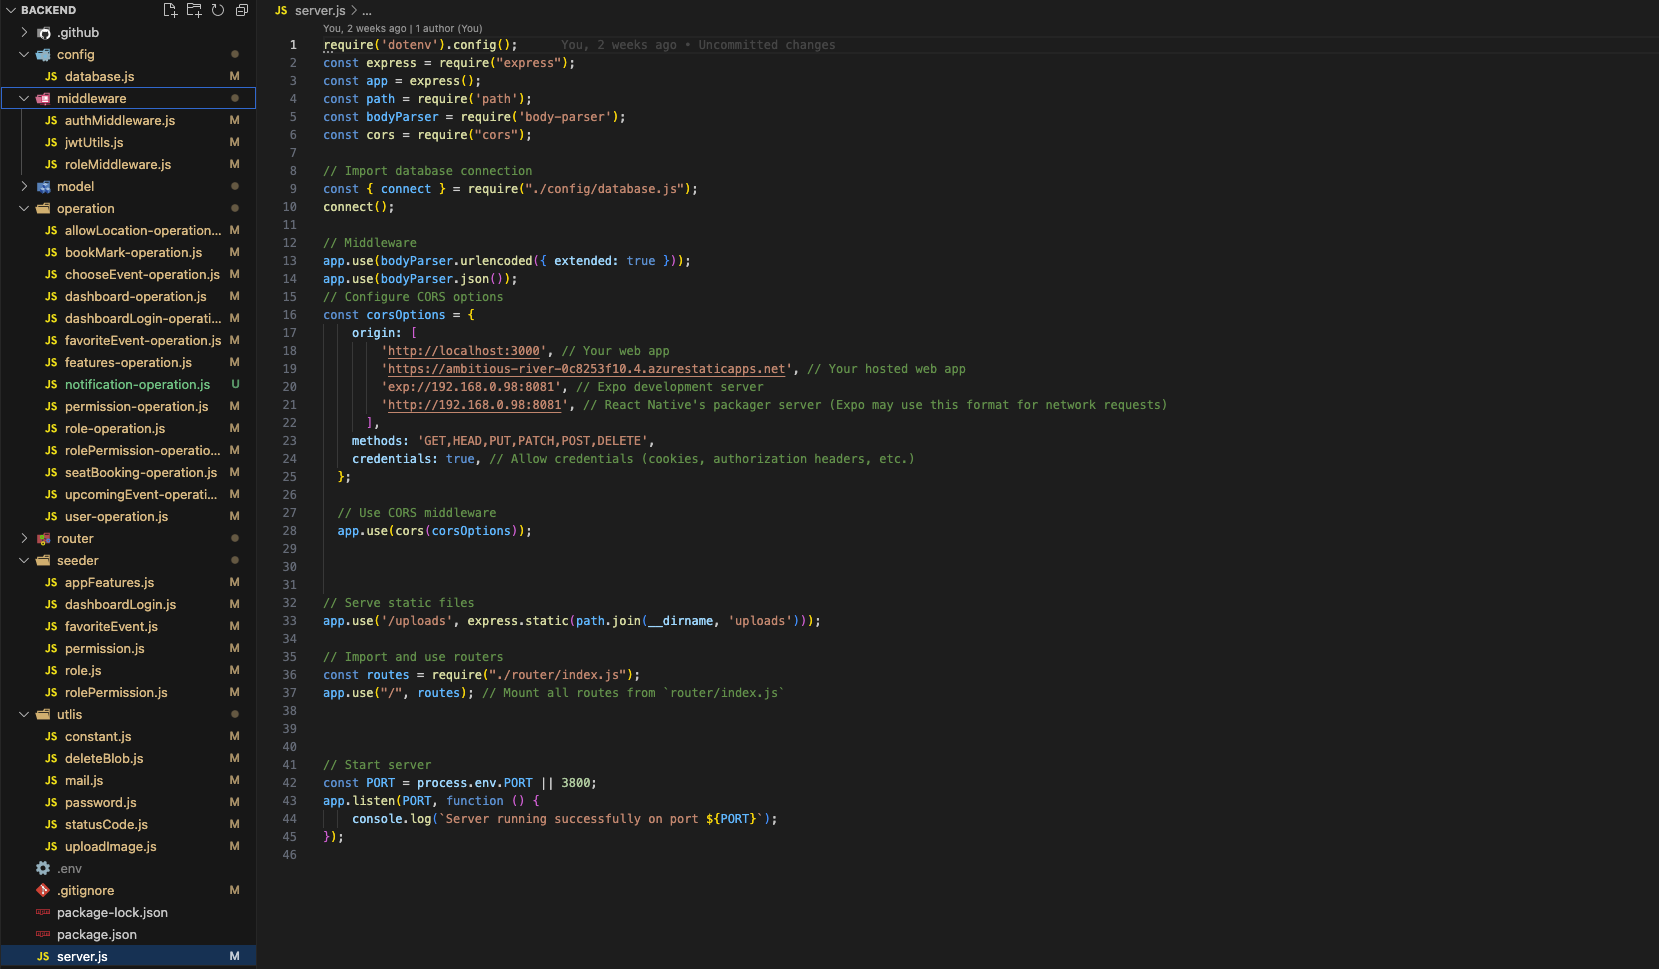 BACKEND
.github
config
JS database.js M
middleware
JS authMiddleware.js M
JS jwtUtils.js M
JS roleMiddleware.js M
model
operation
JS allowLocation-operation... M
JS bookMark-operation.js M
JS chooseEvent-operation.js M
JS dashboard-operation.js M
JS dashboardLogin-operati... M
JS favoriteEvent-operation.js M
JS features-operation.js M
JS notification-operation.js U
JS permission-operation.js M
JS role-operation.js M
JS rolePermission-operatio... M
JS seatBooking-operation.js M
JS upcomingEvent-operati... M
JS user-operation.js M
router
seeder
JS appFeatures.js M
JS dashboardLogin.js M
JS favoriteEvent.js M
JS permission.js M
JS role.js M
JS rolePermission.js M
utlis
JS constant.js M
JS deleteBlob.js M
JS mail.js M
JS password.js M
JS statusCode.js M
JS uploadImage.js M
.env
.gitignore M
package-lock.json
package.json
JS server.js M
JS server.js > ...
You, 2 weeks ago | 1 author (You)
1 require('dotenv').config(); You, 2 weeks ago • Uncommitted changes
2 const express = require("express");
3 const app = express();
4 const path = require('path');
5 const bodyParser = require('body-parser');
6 const cors = require("cors");
7
8 // Import database connection
9 const { connect } = require("./config/database.js");
10 connect();
11
12 // Middleware
13 app.use(bodyParser.urlencoded({ extended: true }));
14 app.use(bodyParser.json());
15 // Configure CORS options
16 const corsOptions = {
17 origin: [
18 'http://localhost:3000', // Your web app
19 'https://ambitious-river-0c8253f10.4.azurestaticapps.net', // Your hosted web app
20 'exp://192.168.0.98:8081', // Expo development server
21 'http://192.168.0.98:8081', // React Native's packager server (Expo may use this format for network requests)
22 ],
23 methods: 'GET,HEAD,PUT,PATCH,POST,DELETE',
24 credentials: true, // Allow credentials (cookies, authorization headers, etc.)
25 };
26
27 // Use CORS middleware
28 app.use(cors(corsOptions));
29
30
31
32 // Serve static files
33 app.use('/uploads', express.static(path.join(__dirname, 'uploads')));
34
35 // Import and use routers
36 const routes = require("./router/index.js");
37 app.use("/", routes); // Mount all routes from `router/index.js`
38
39
40
41 // Start server
42 const PORT = process.env.PORT || 3800;
43 app.listen(PORT, function () {
44 console.log(`Server running successfully on port ${PORT}`);
45 });
46